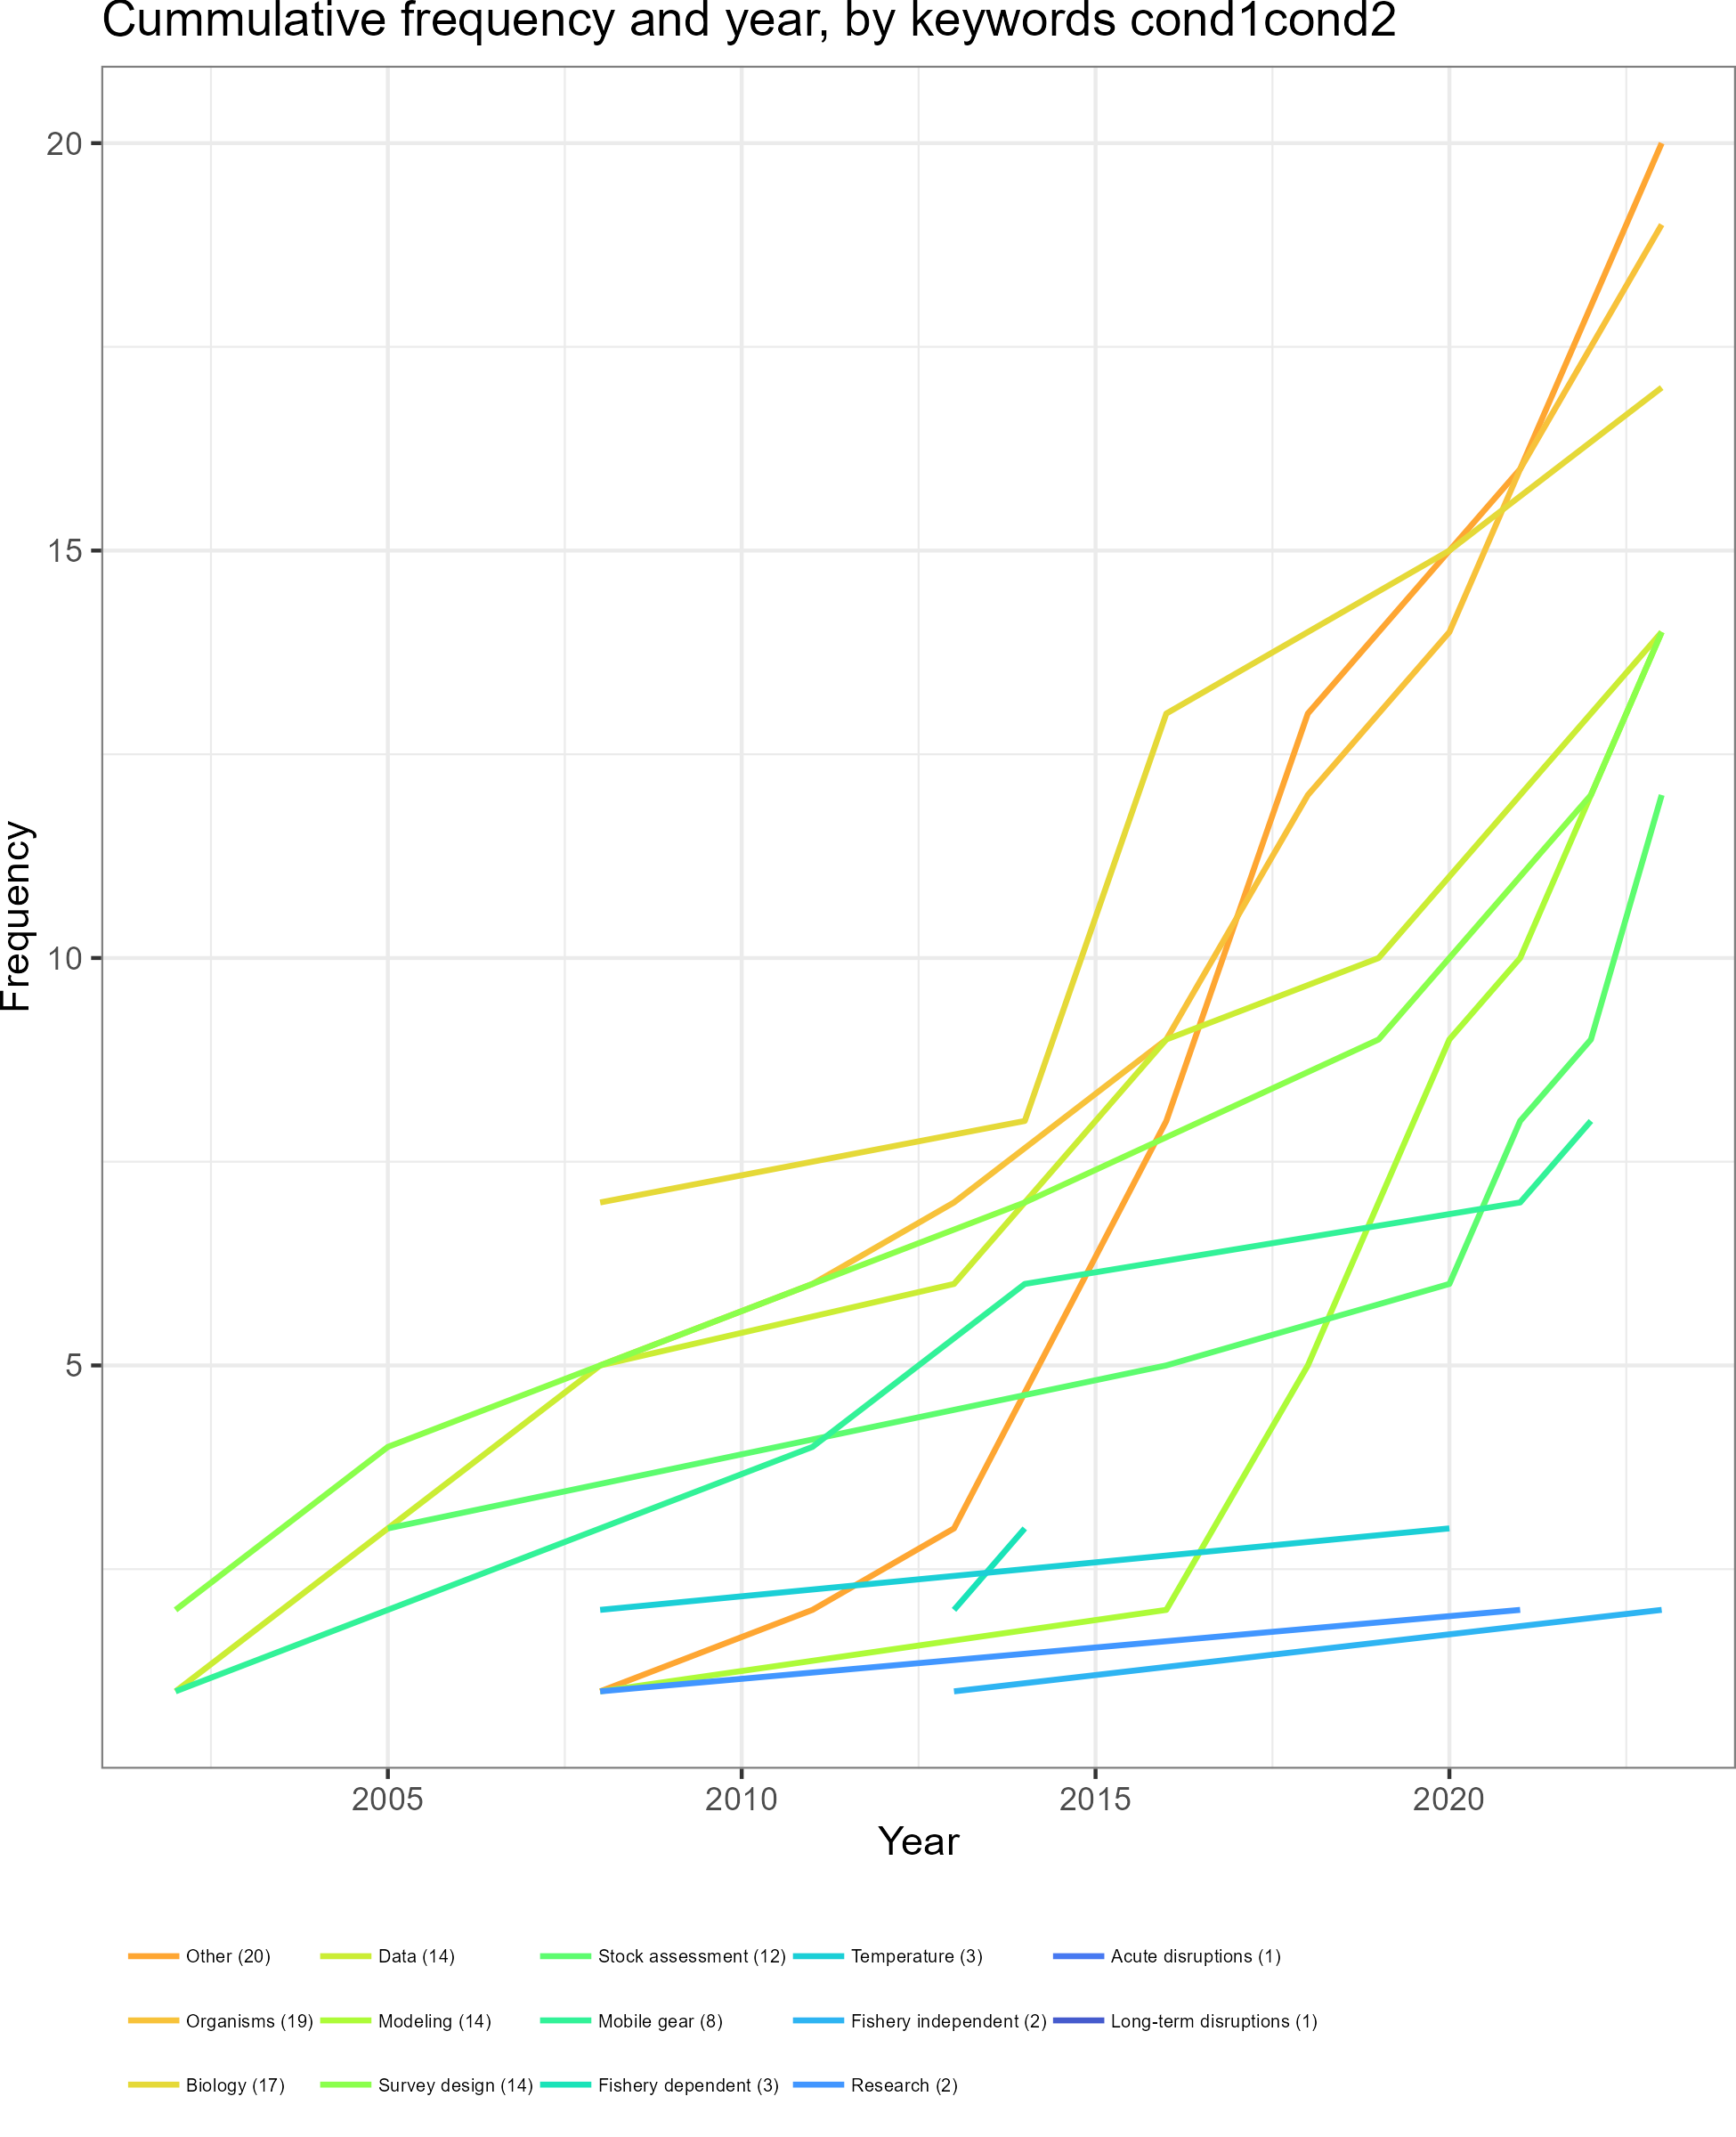 Cummulative frequency and year, by keywords cond1cond2
20
15
10
5
Frequency
2005 2010 2015 2020
Year
Other (20) Data (14) Stock assessment (12) Temperature (3) Acute disruptions (1)
Organisms (19) Modeling (14) Mobile gear (8) Fishery independent (2) Long-term disruptions (1)
Biology (17) Survey design (14) Fishery dependent (3) Research (2)